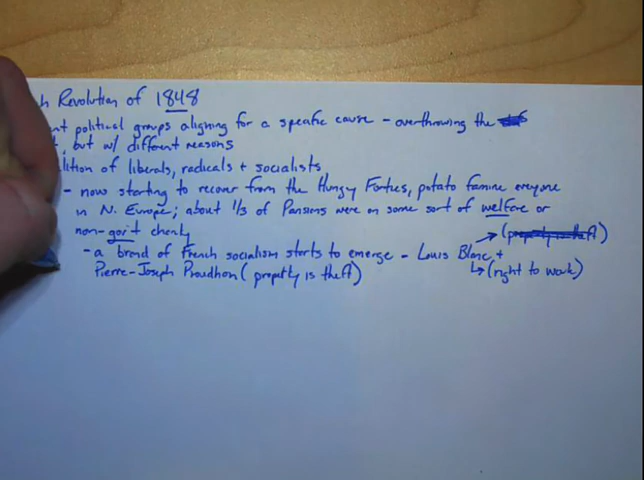 h Revolution of 1848
nt political groups aligning for a specific cause - overthrowing the
t, but w/ different reasons
lition of liberals, radicals + socialists
- now starting to recover from the Hungry Forties, potato famine everyone
in N. Europe; about 1/3 of Parisians were on some sort of welfare or
non-gov't charity
(property is theft)
- a brand of French socialism starts to emerge - Louis Blanc +
Pierre-Joseph Proudhon (property is theft)
(right to work)